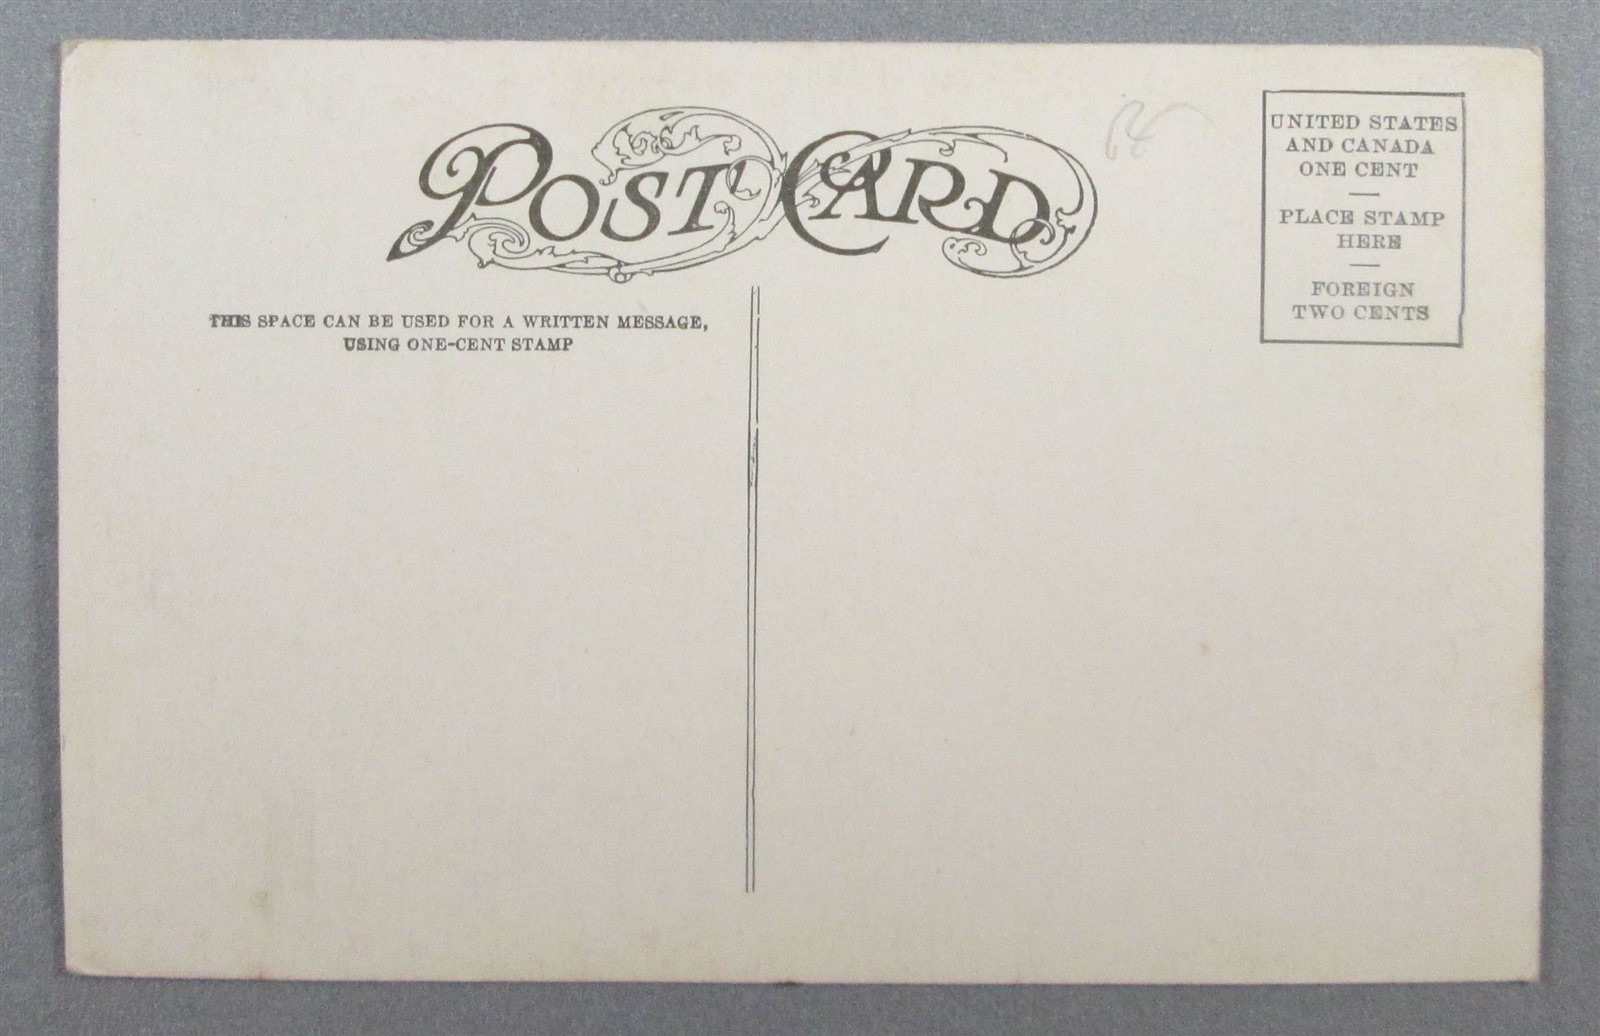 POST CARD
UNITED STATES
AND CANADA
ONE CENT
PLACE STAMP
HERE
FOREIGN
TWO CENTS
THIS SPACE CAN BE USED FOR A WRITTEN MESSAGE,
USING ONE-CENT STAMP